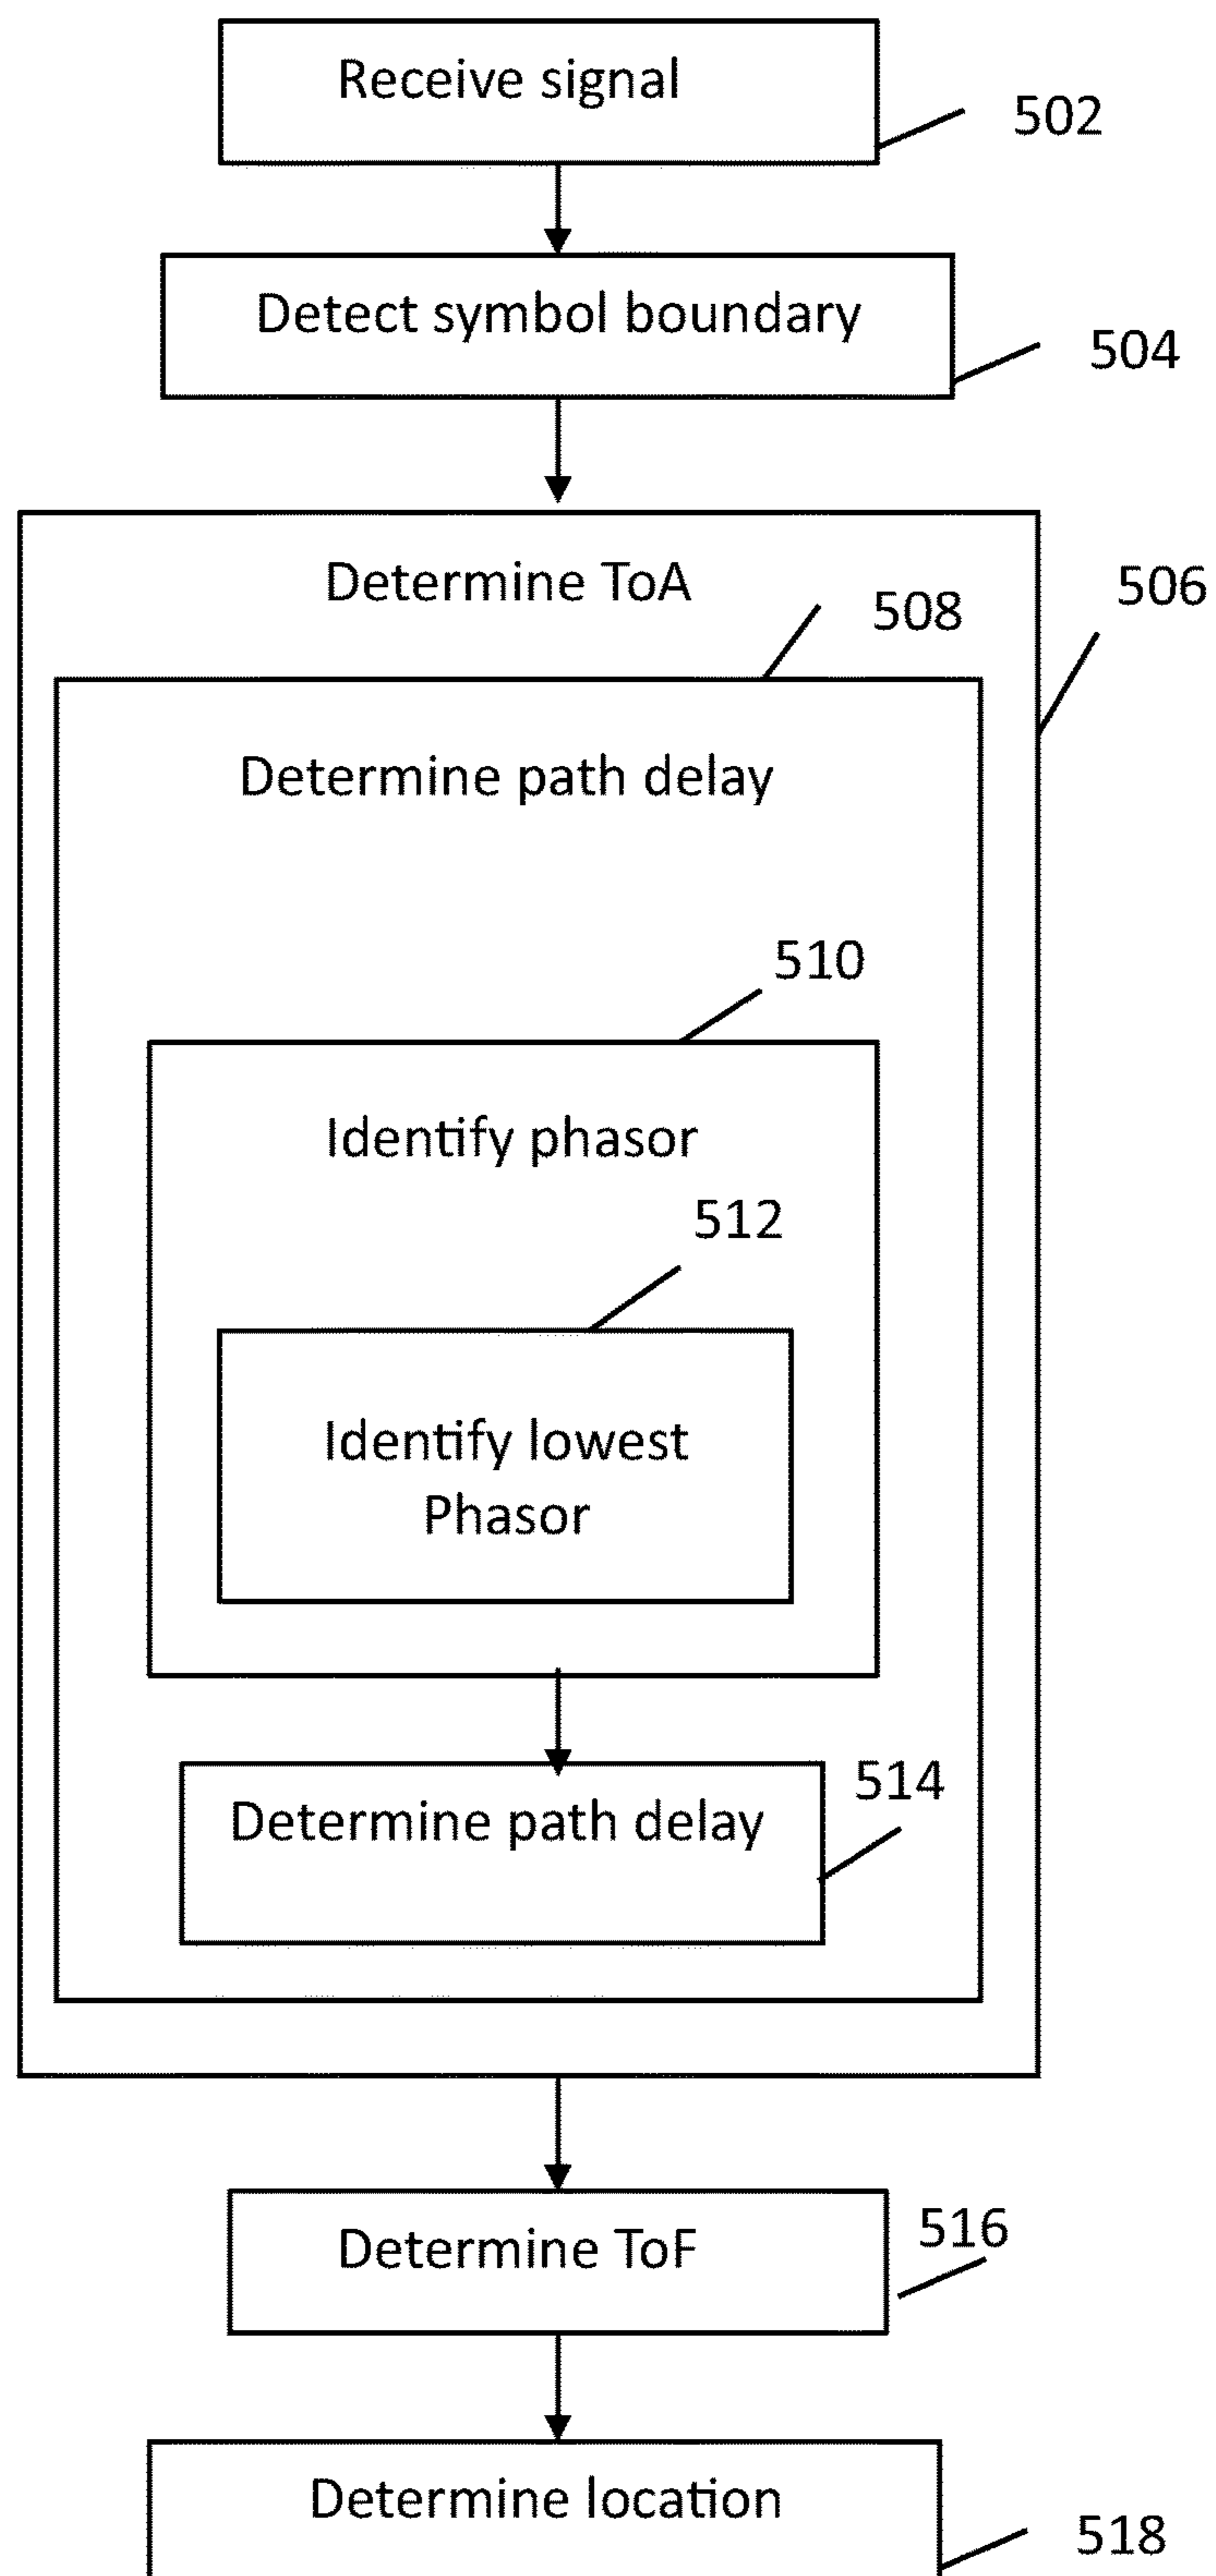 Receive signal
502
Detect symbol boundary
504
Determine ToA
506
508
Determine path delay
510
Identify phasor
512
Identify lowest
Phasor
514
Determine path delay
Determine ToF
516
Determine location
518